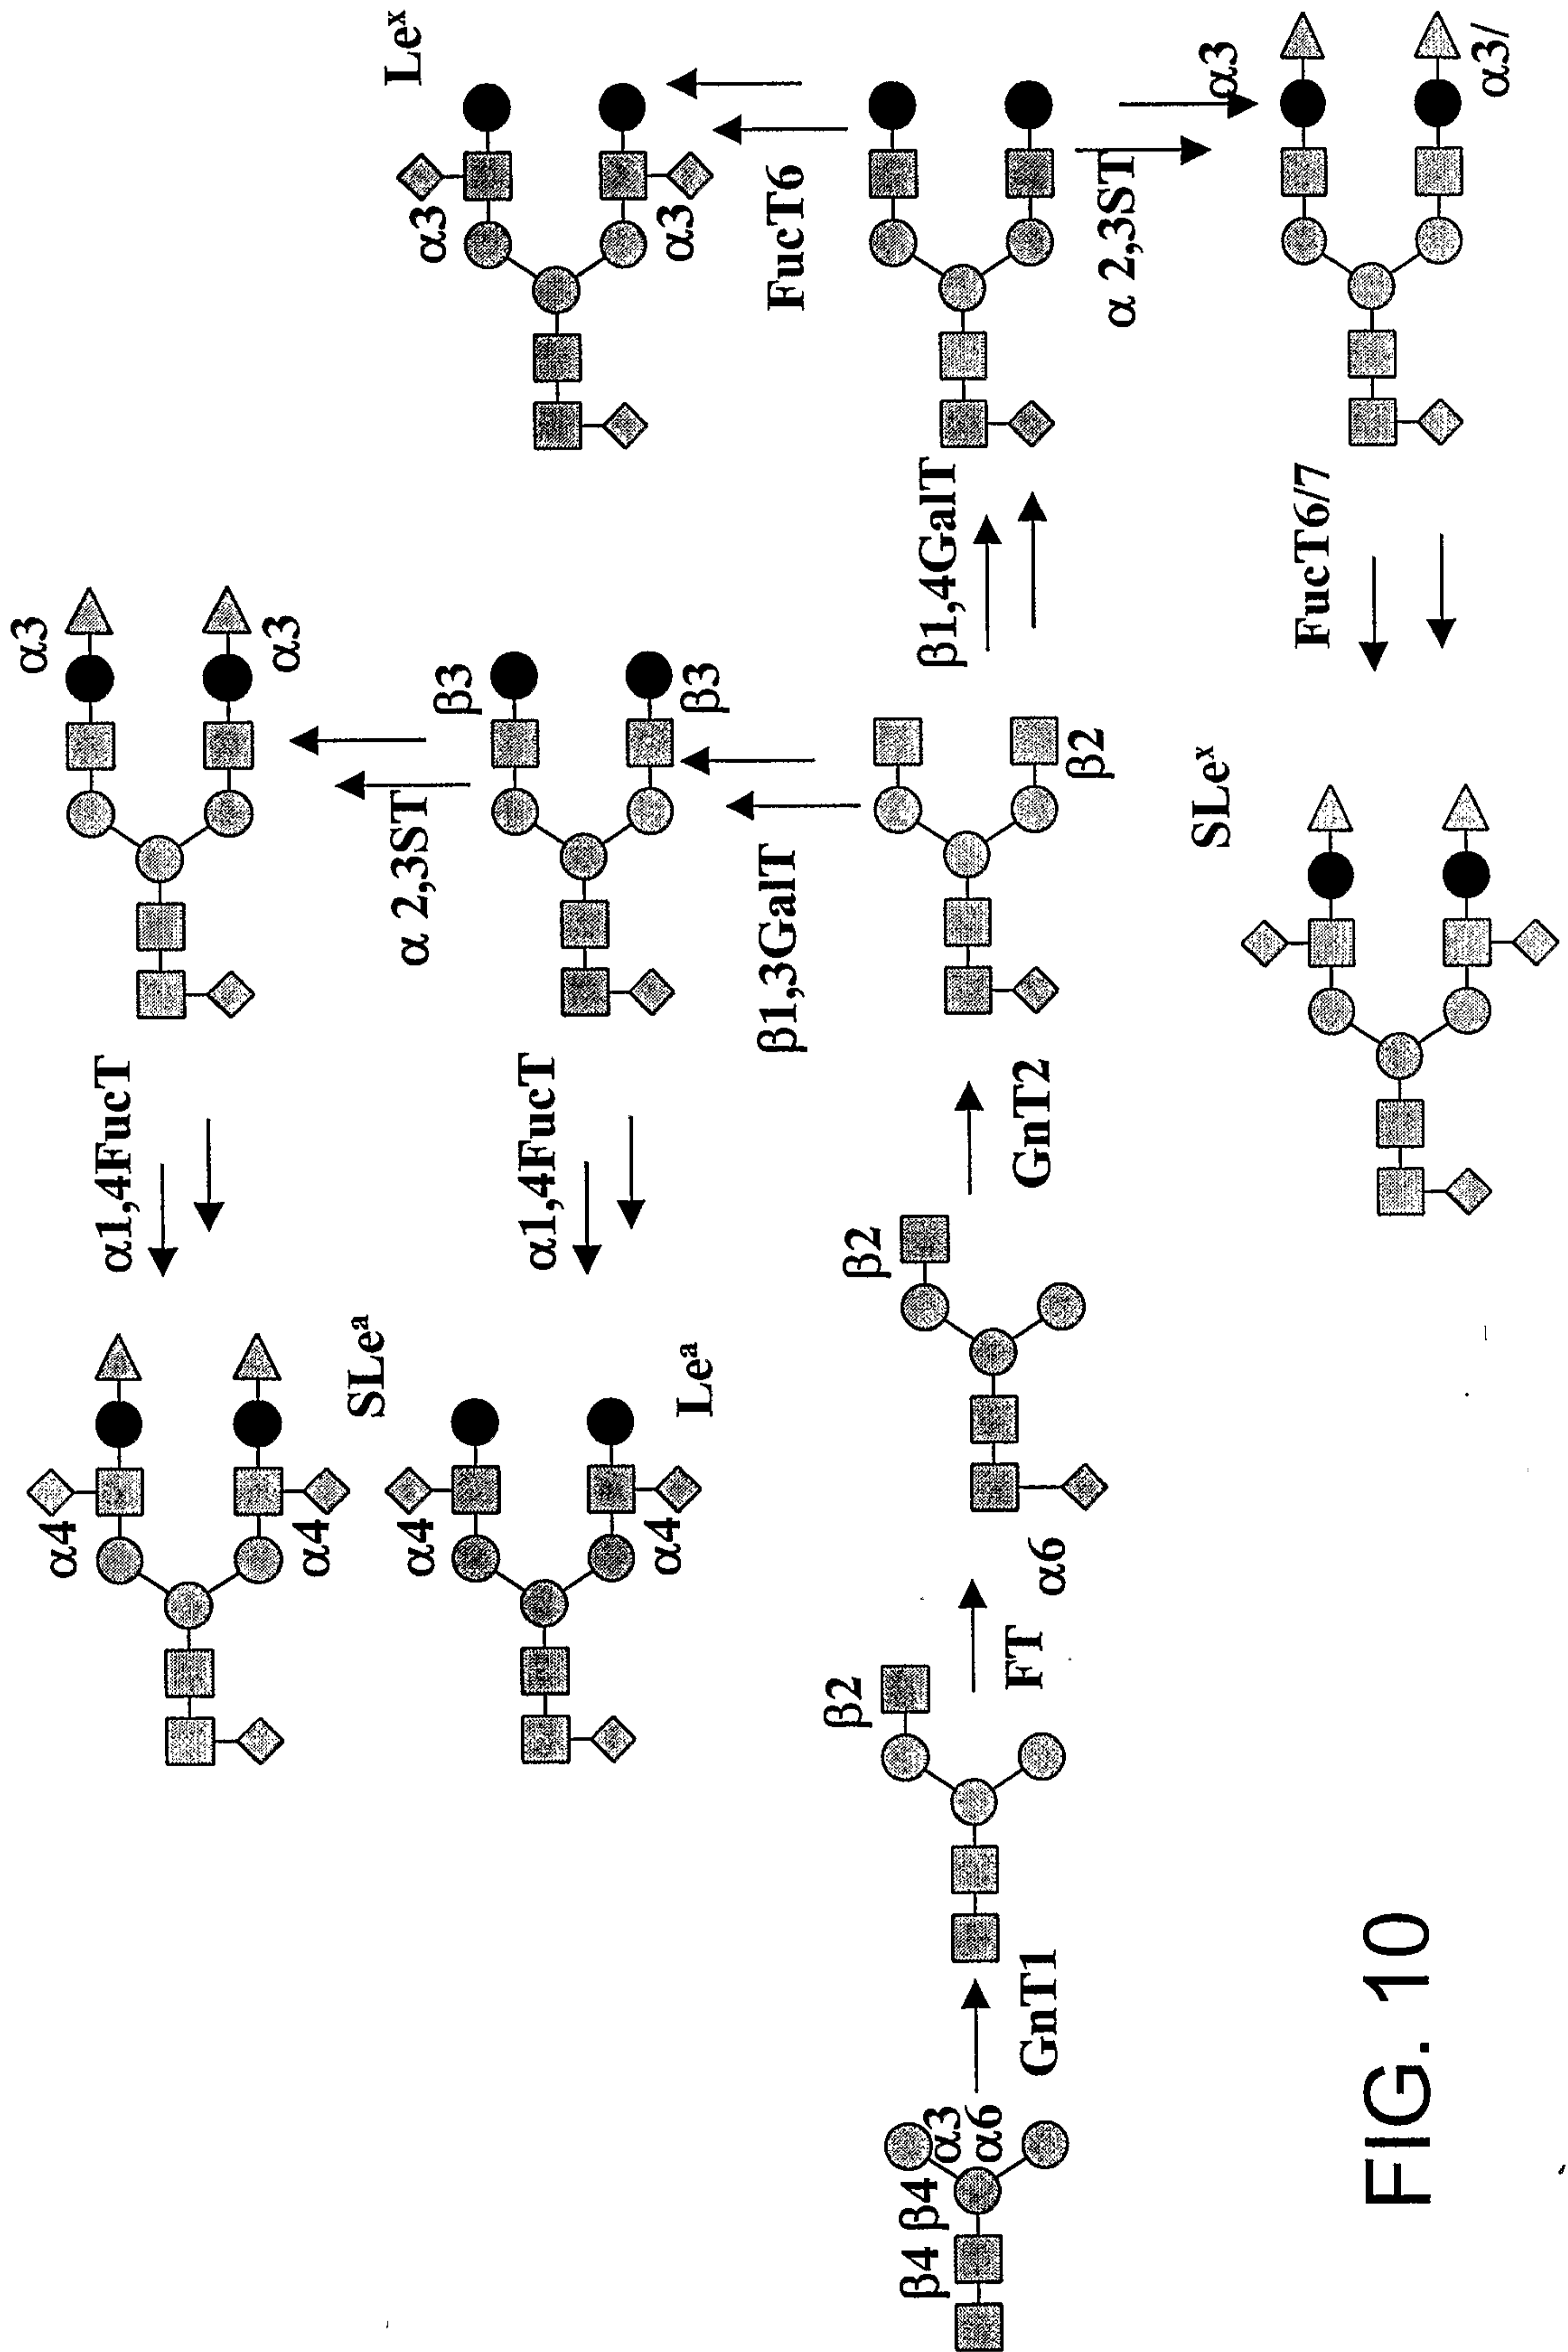 α3
α4
α1,4FucT
α4
α3
SLeᵃ
α 2,3ST
Leˣ
α4
α1,4FucT
β3
α3
α4
Leᵃ
β3
α3
β1,3GalT
FucT6
β4 β4
α3
α6
GnT1
β2
FT
α6
β2
GnT2
β2
β1,4GalT
α 2,3ST
α3
SLeˣ
FucT6/7
α3/
FIG. 10